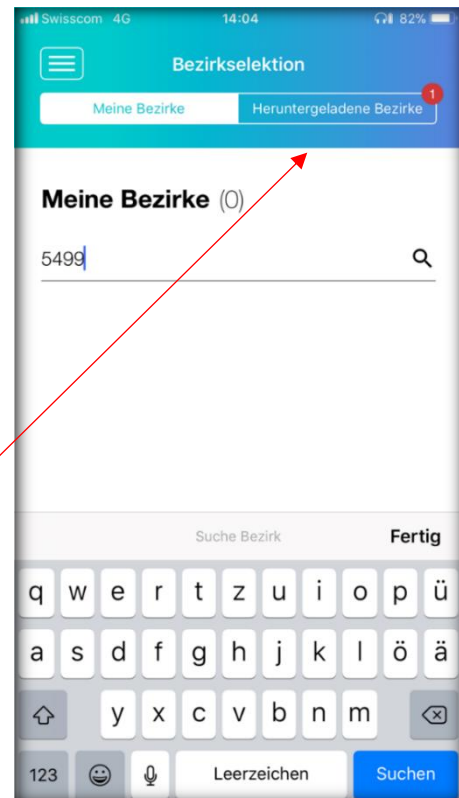 Swisscom 4G 14:04 82%
Bezirkselektion
Meine Bezirke Heruntergeladene Bezirke 1
Meine Bezirke (0)
5499
Suche Bezirk Fertig
q w e r t z u i o p ü
a s d f g h j k l ö ä
y x c v b n m
123 Leerzeichen Suchen